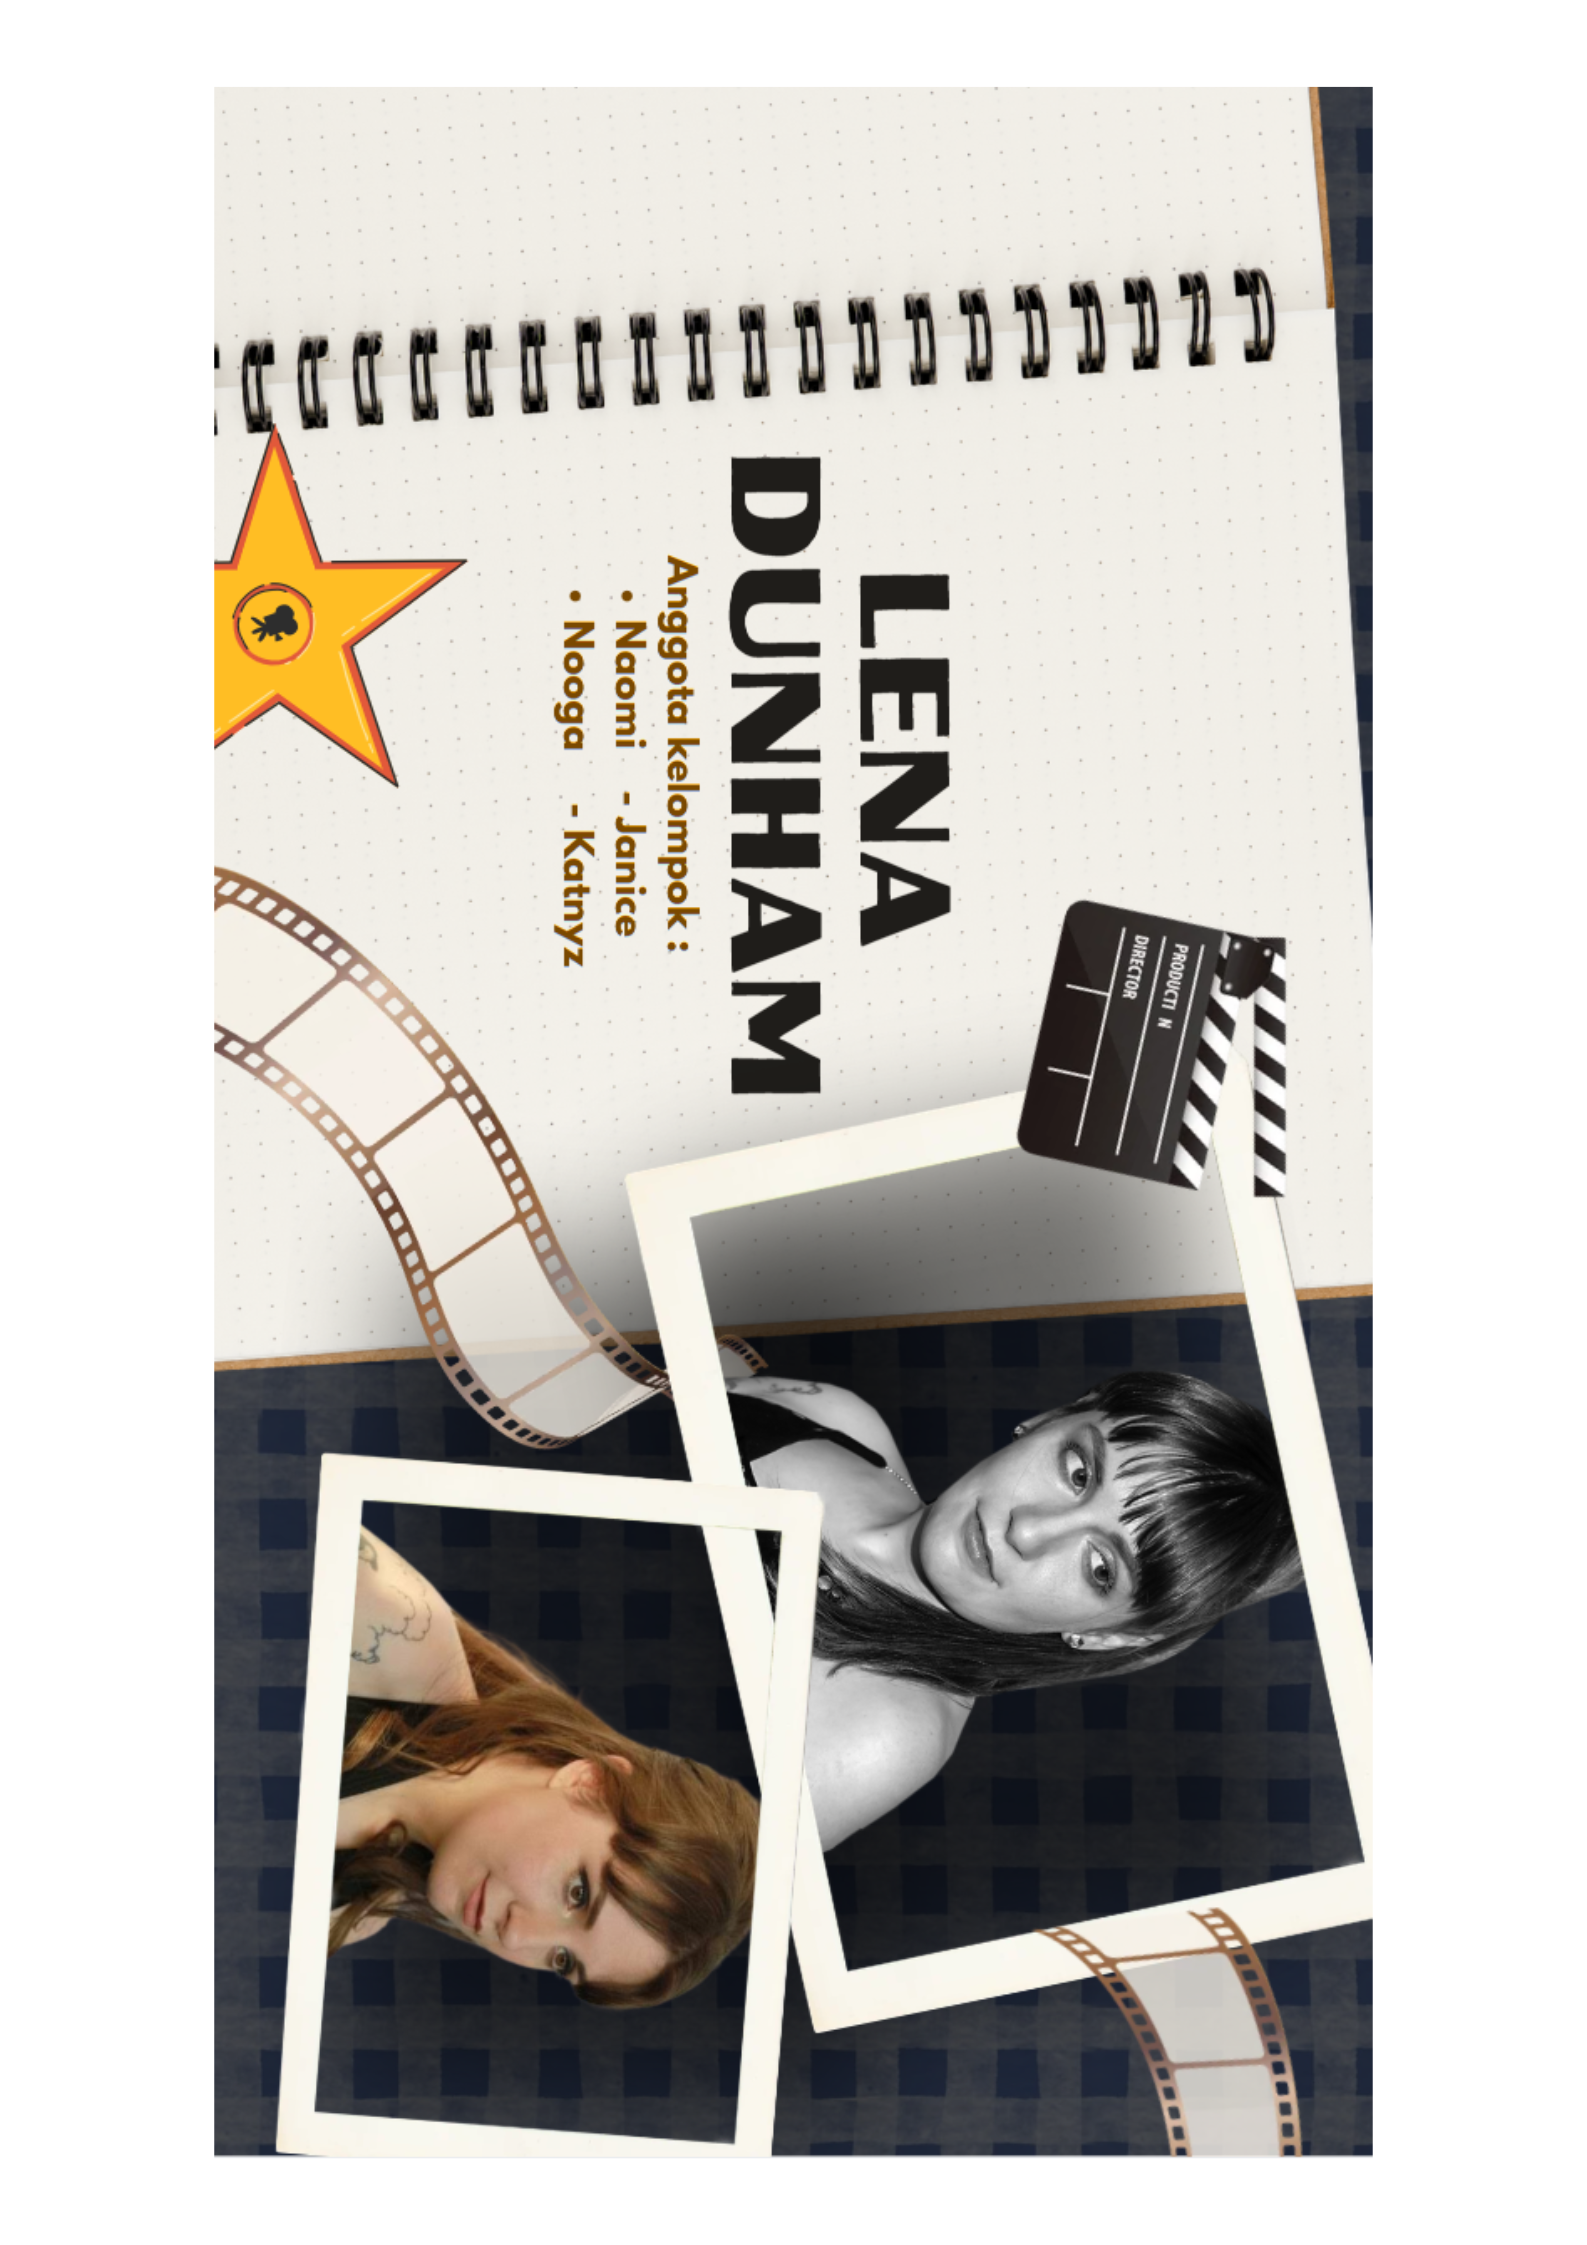 LENA
DUNHAM
Anggota kelompok :
• Naomi - Janice
• Nooga - Katnyz
PRODUCTI N
DIRECTOR